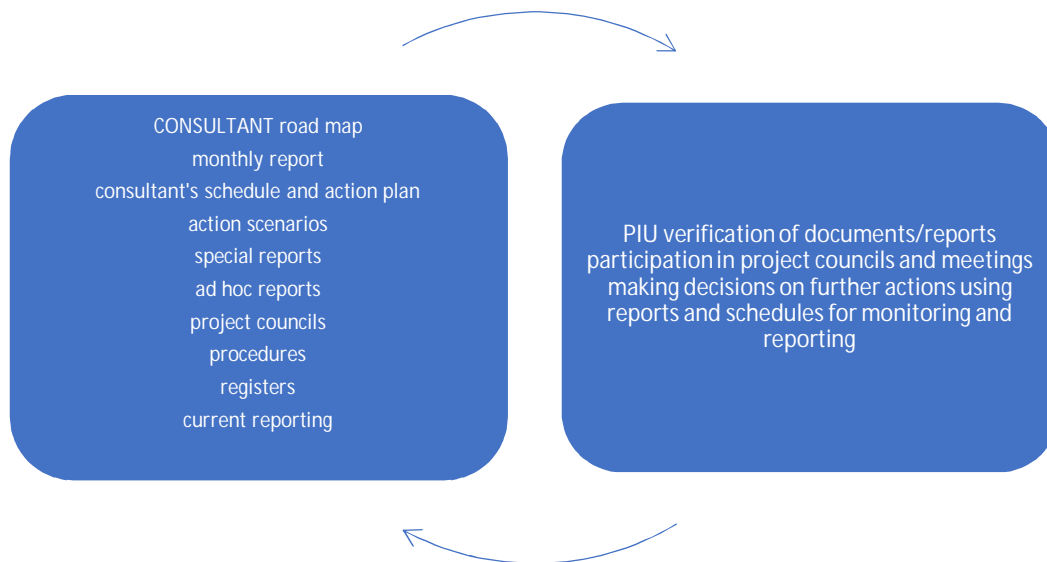 CONSULTANT road map
monthly report
consultant's schedule and action plan
action scenarios
special reports
ad hoc reports
project councils
procedures
registers
current reporting
PIU verification of documents/reports
participation in project councils and meetings
making decisions on further actions using
reports and schedules for monitoring and
reporting